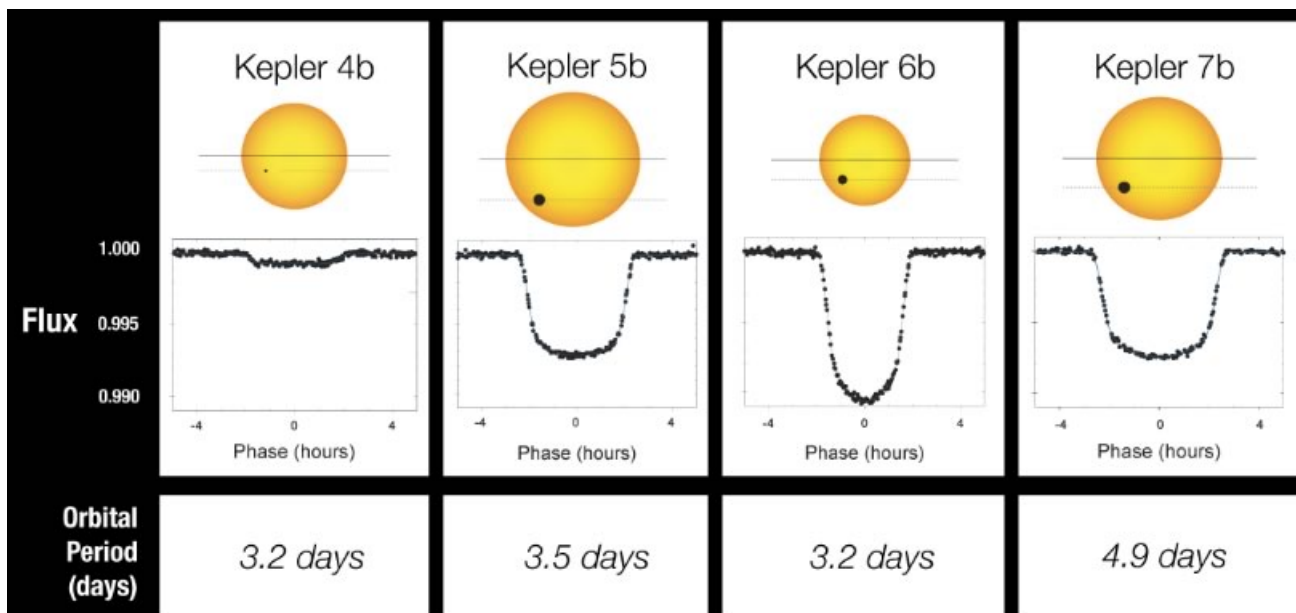 Kepler 4b
Kepler 5b
Kepler 6b
Kepler 7b
Flux
1.000
0.995
0.990
-4 0 4
Phase (hours)
-4 0 4
Phase (hours)
-4 0 4
Phase (hours)
-4 0 4
Phase (hours)
Orbital
Period
(days)
3.2 days
3.5 days
3.2 days
4.9 days